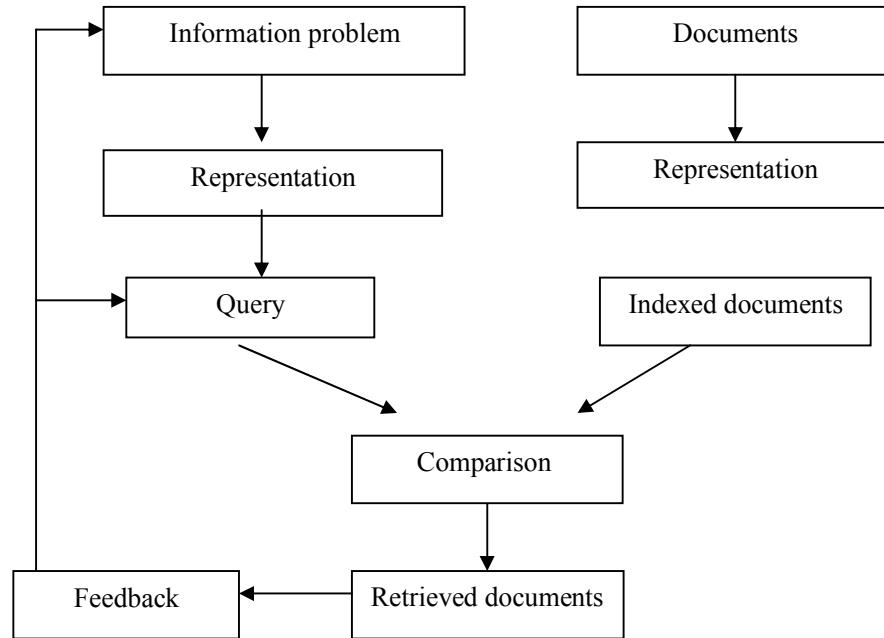 Information problem
Documents
Representation
Representation
Query
Indexed documents
Comparison
Feedback
Retrieved documents